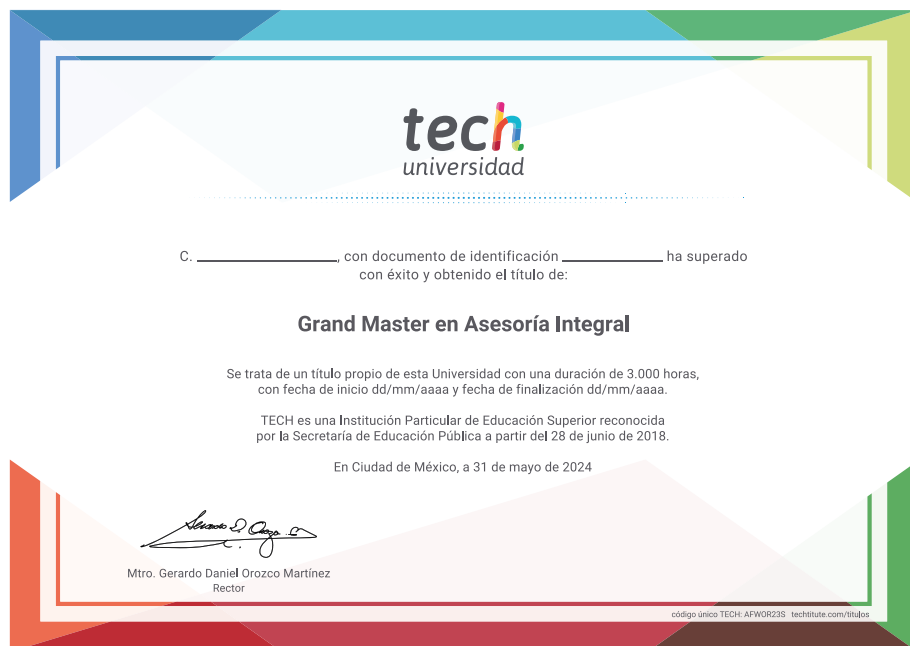 tech
universidad
C. ____________, con documento de identificación ____________ ha superado
con éxito y obtenido el título de:
Grand Master en Asesoría Integral
Se trata de un título propio de esta Universidad con una duración de 3.000 horas,
con fecha de inicio dd/mm/aaaa y fecha de finalización dd/mm/aaaa.
TECH es una Institución Particular de Educación Superior reconocida
por la Secretaría de Educación Pública a partir del 28 de junio de 2018.
En Ciudad de México, a 31 de mayo de 2024
Mtro. Gerardo Daniel Orozco Martínez
Rector
código único TECH: AFWOR23S techtitute.com/titulos